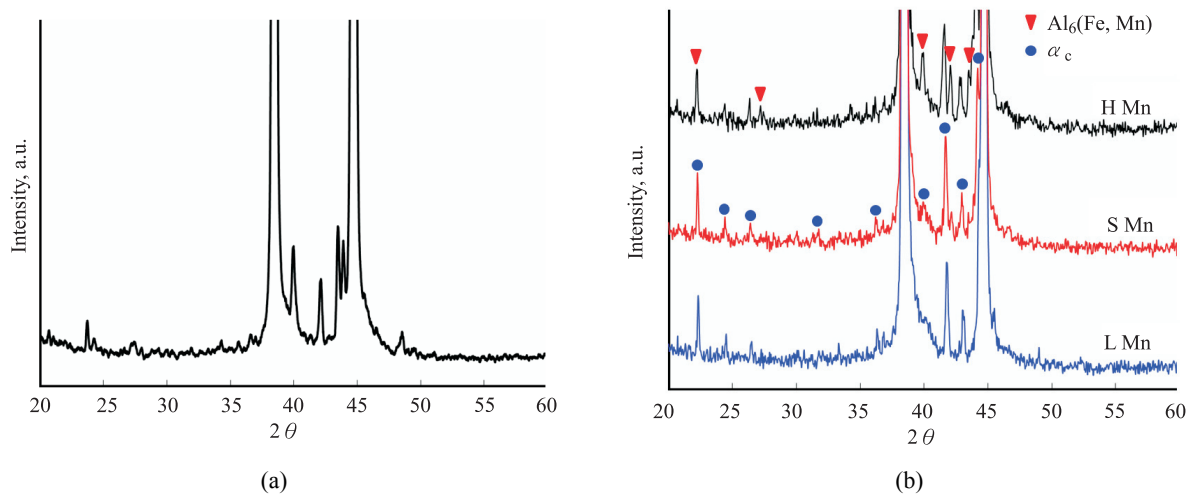 Intensity, a.u.
20 25 30 35 40 45 50 55 60
2θ
(a)
Intensity, a.u.
Al₆(Fe, Mn)
α c
H Mn
S Mn
L Mn
20 25 30 35 40 45 50 55 60
2θ
(b)